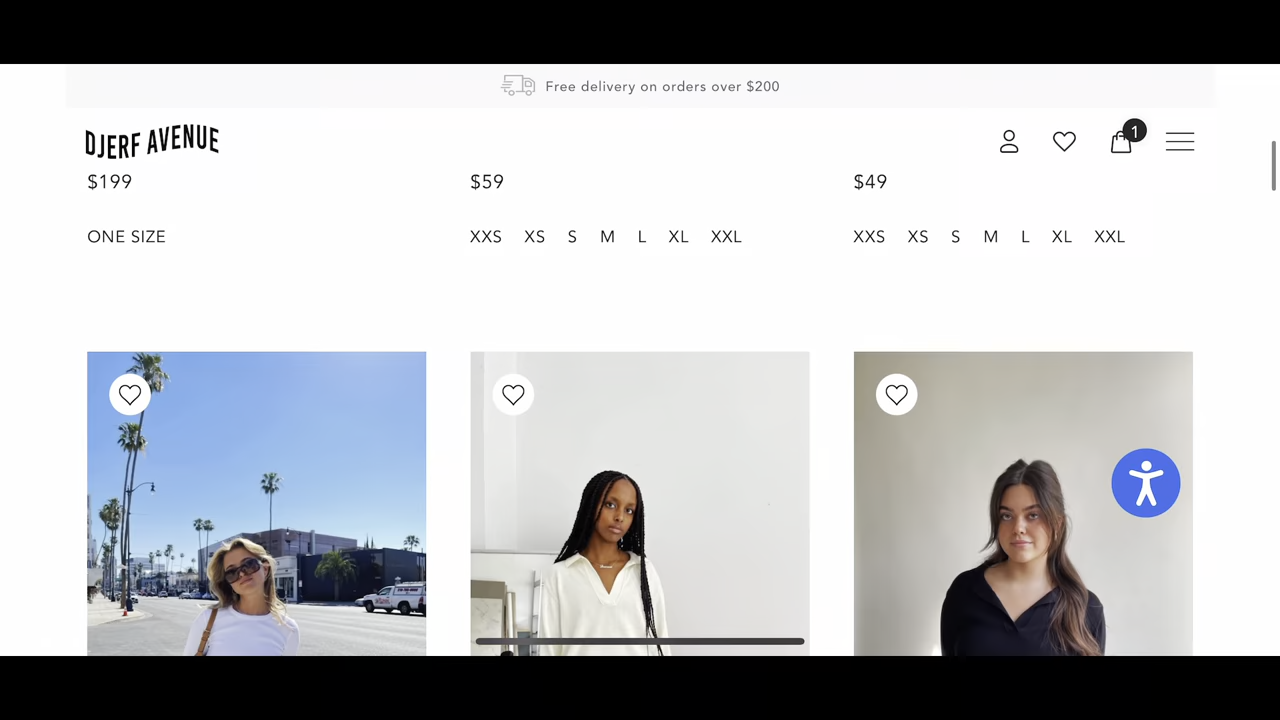 Free delivery on orders over $200
DJERF AVENUE
1
$199
$59
$49
ONE SIZE
XXS XS S M L XL XXL
XXS XS S M L XL XXL